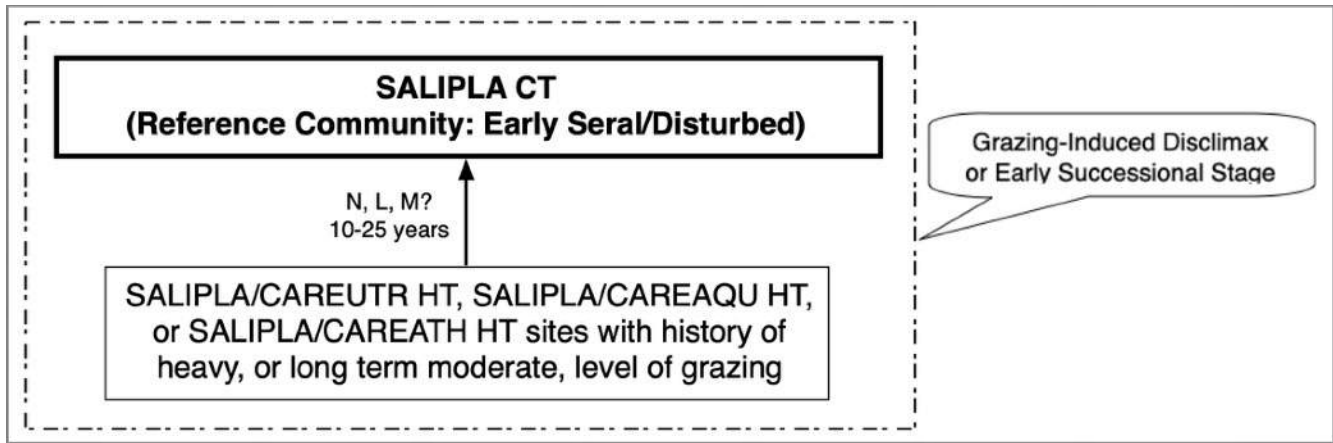 SALIPLA CT
(Reference Community: Early Seral/Disturbed)
N, L, M?
10-25 years
SALIPLA/CAREUTR HT, SALIPLA/CAREAQU HT,
or SALIPLA/CAREATH HT sites with history of
heavy, or long term moderate, level of grazing
Grazing-Induced Disclimax
or Early Successional Stage